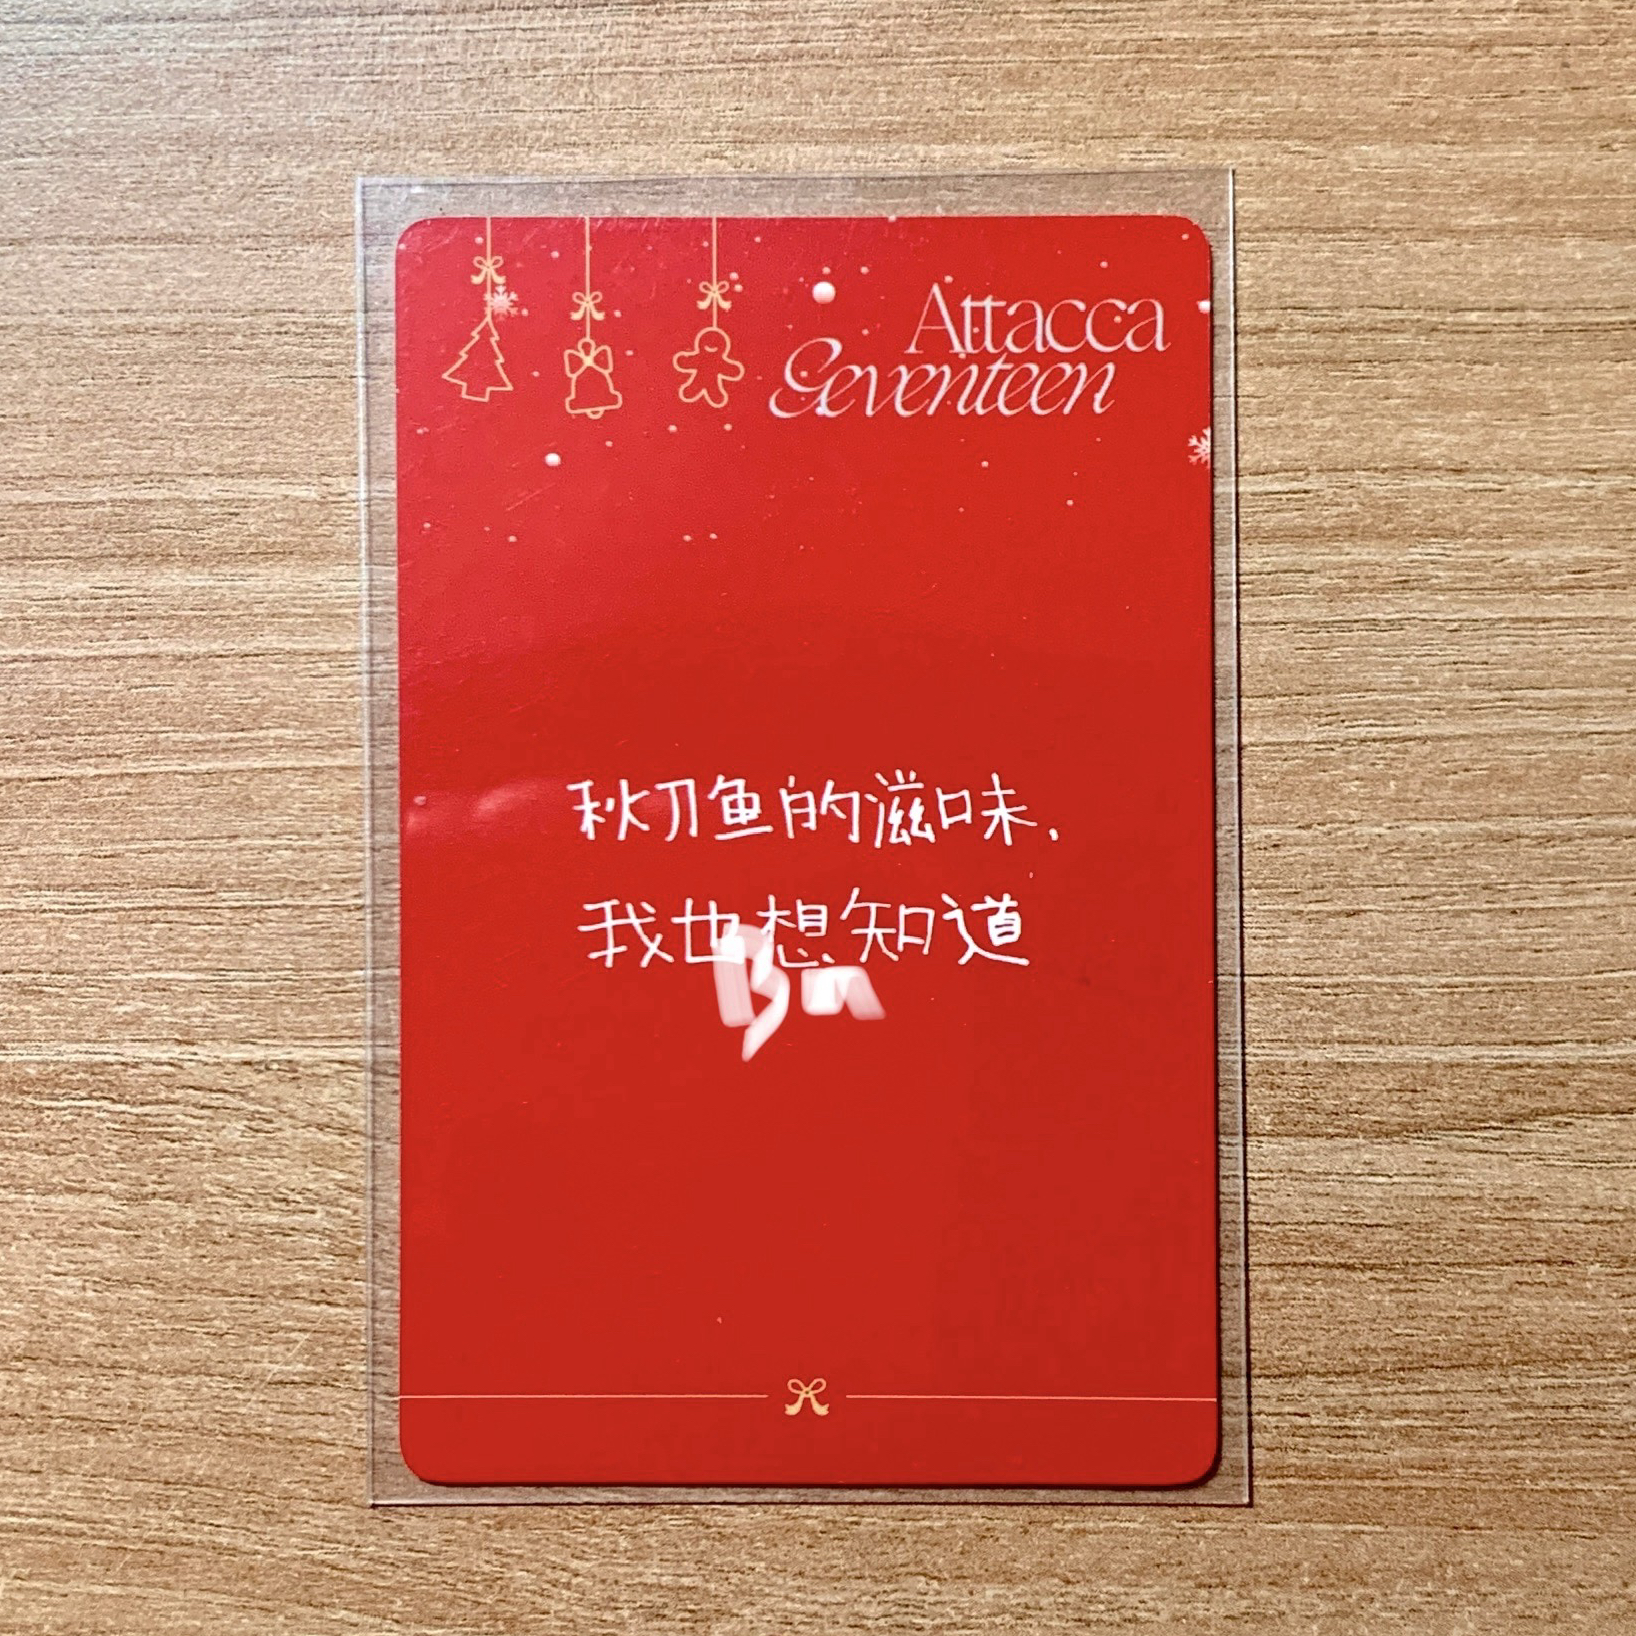 Attacca
Seventeen
秋刀鱼的滋味，
我也想知道